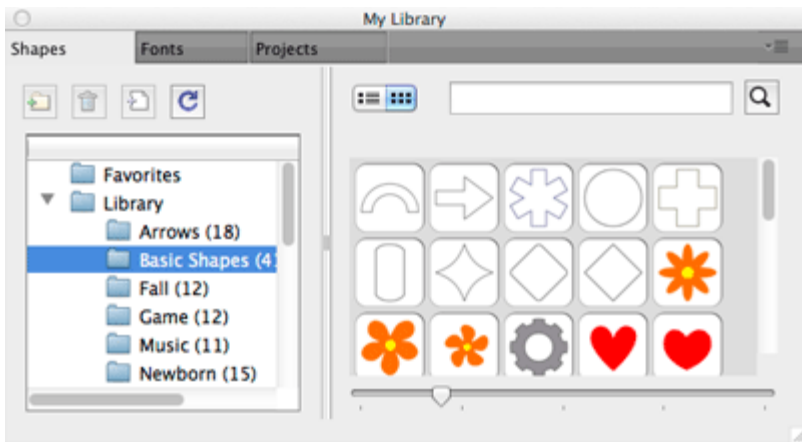 My Library
Shapes
Fonts
Projects
Favorites
Library
Arrows (18)
Basic Shapes (4
Fall (12)
Game (12)
Music (11)
Newborn (15)